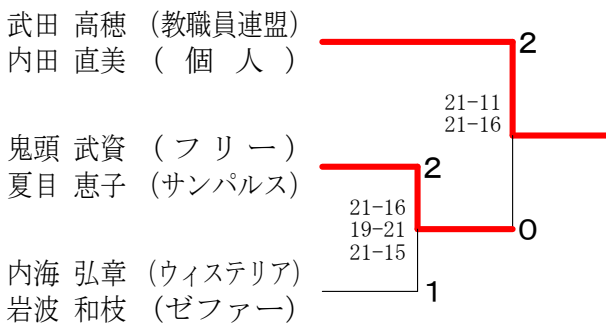 武田 高穂 (教職員連盟)
内田 直美 ( 個 人 )
2
21-11
21-16
鬼頭 武資 ( フ リ ー )
夏目 恵子 (サンパルス)
2
21-16
19-21
21-15
0
内海 弘章 (ウィステリア)
岩波 和枝 (ゼファー)
1